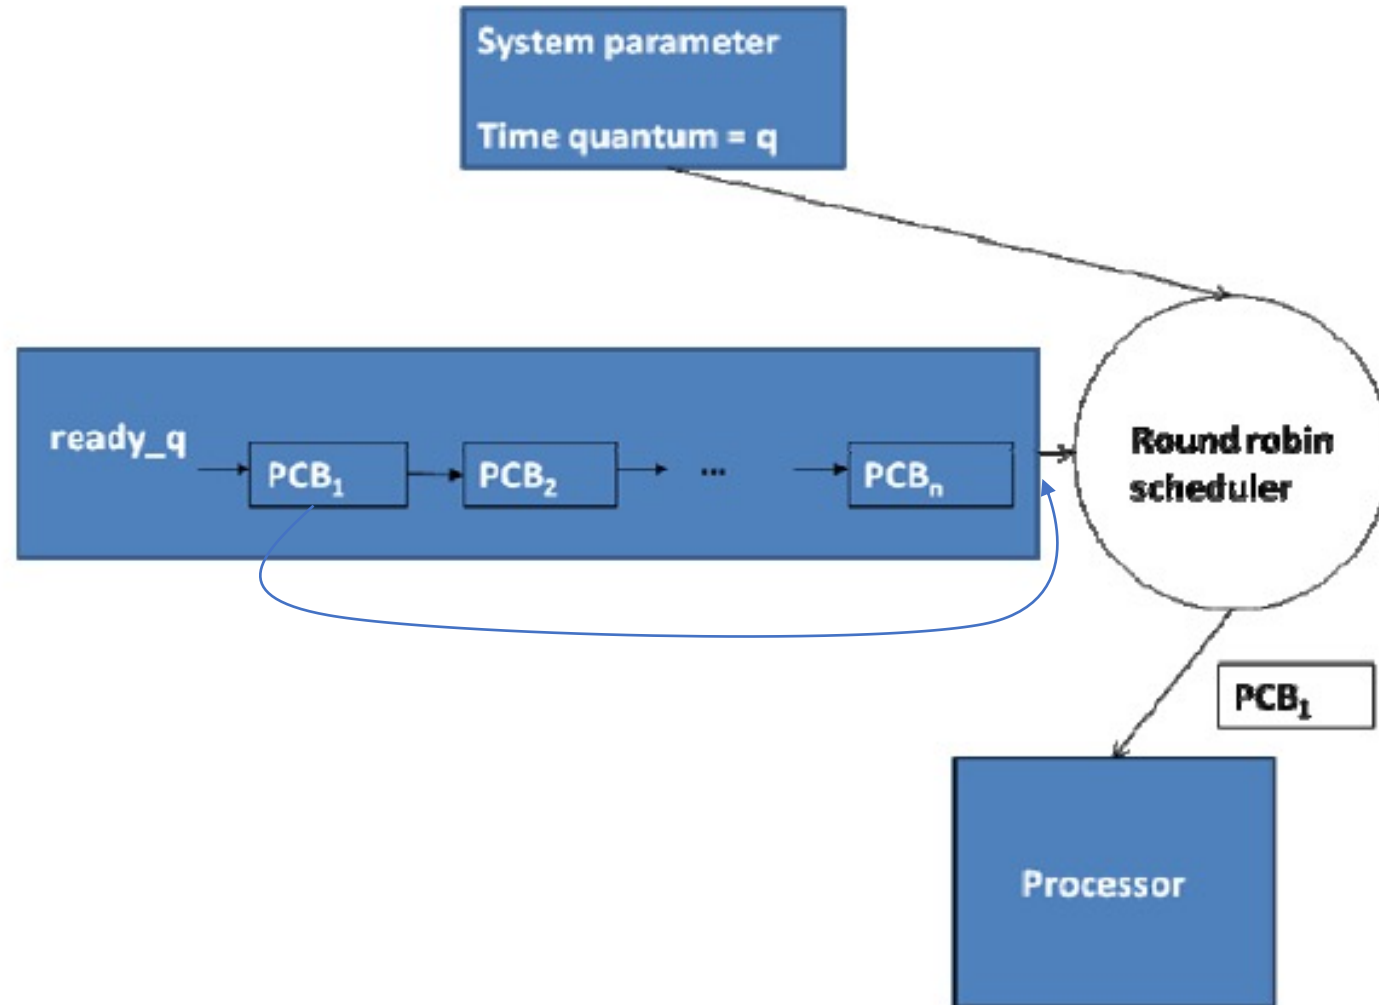 System parameter
Time quantum = q
ready_q
PCB₁
PCB₂
...
PCBₙ
Round robin
scheduler
PCB₁
Processor